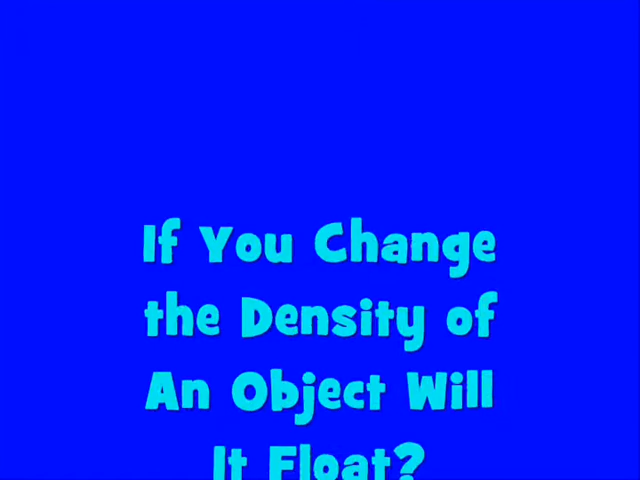 If You Change
the Density of
An Object Will
It Float?